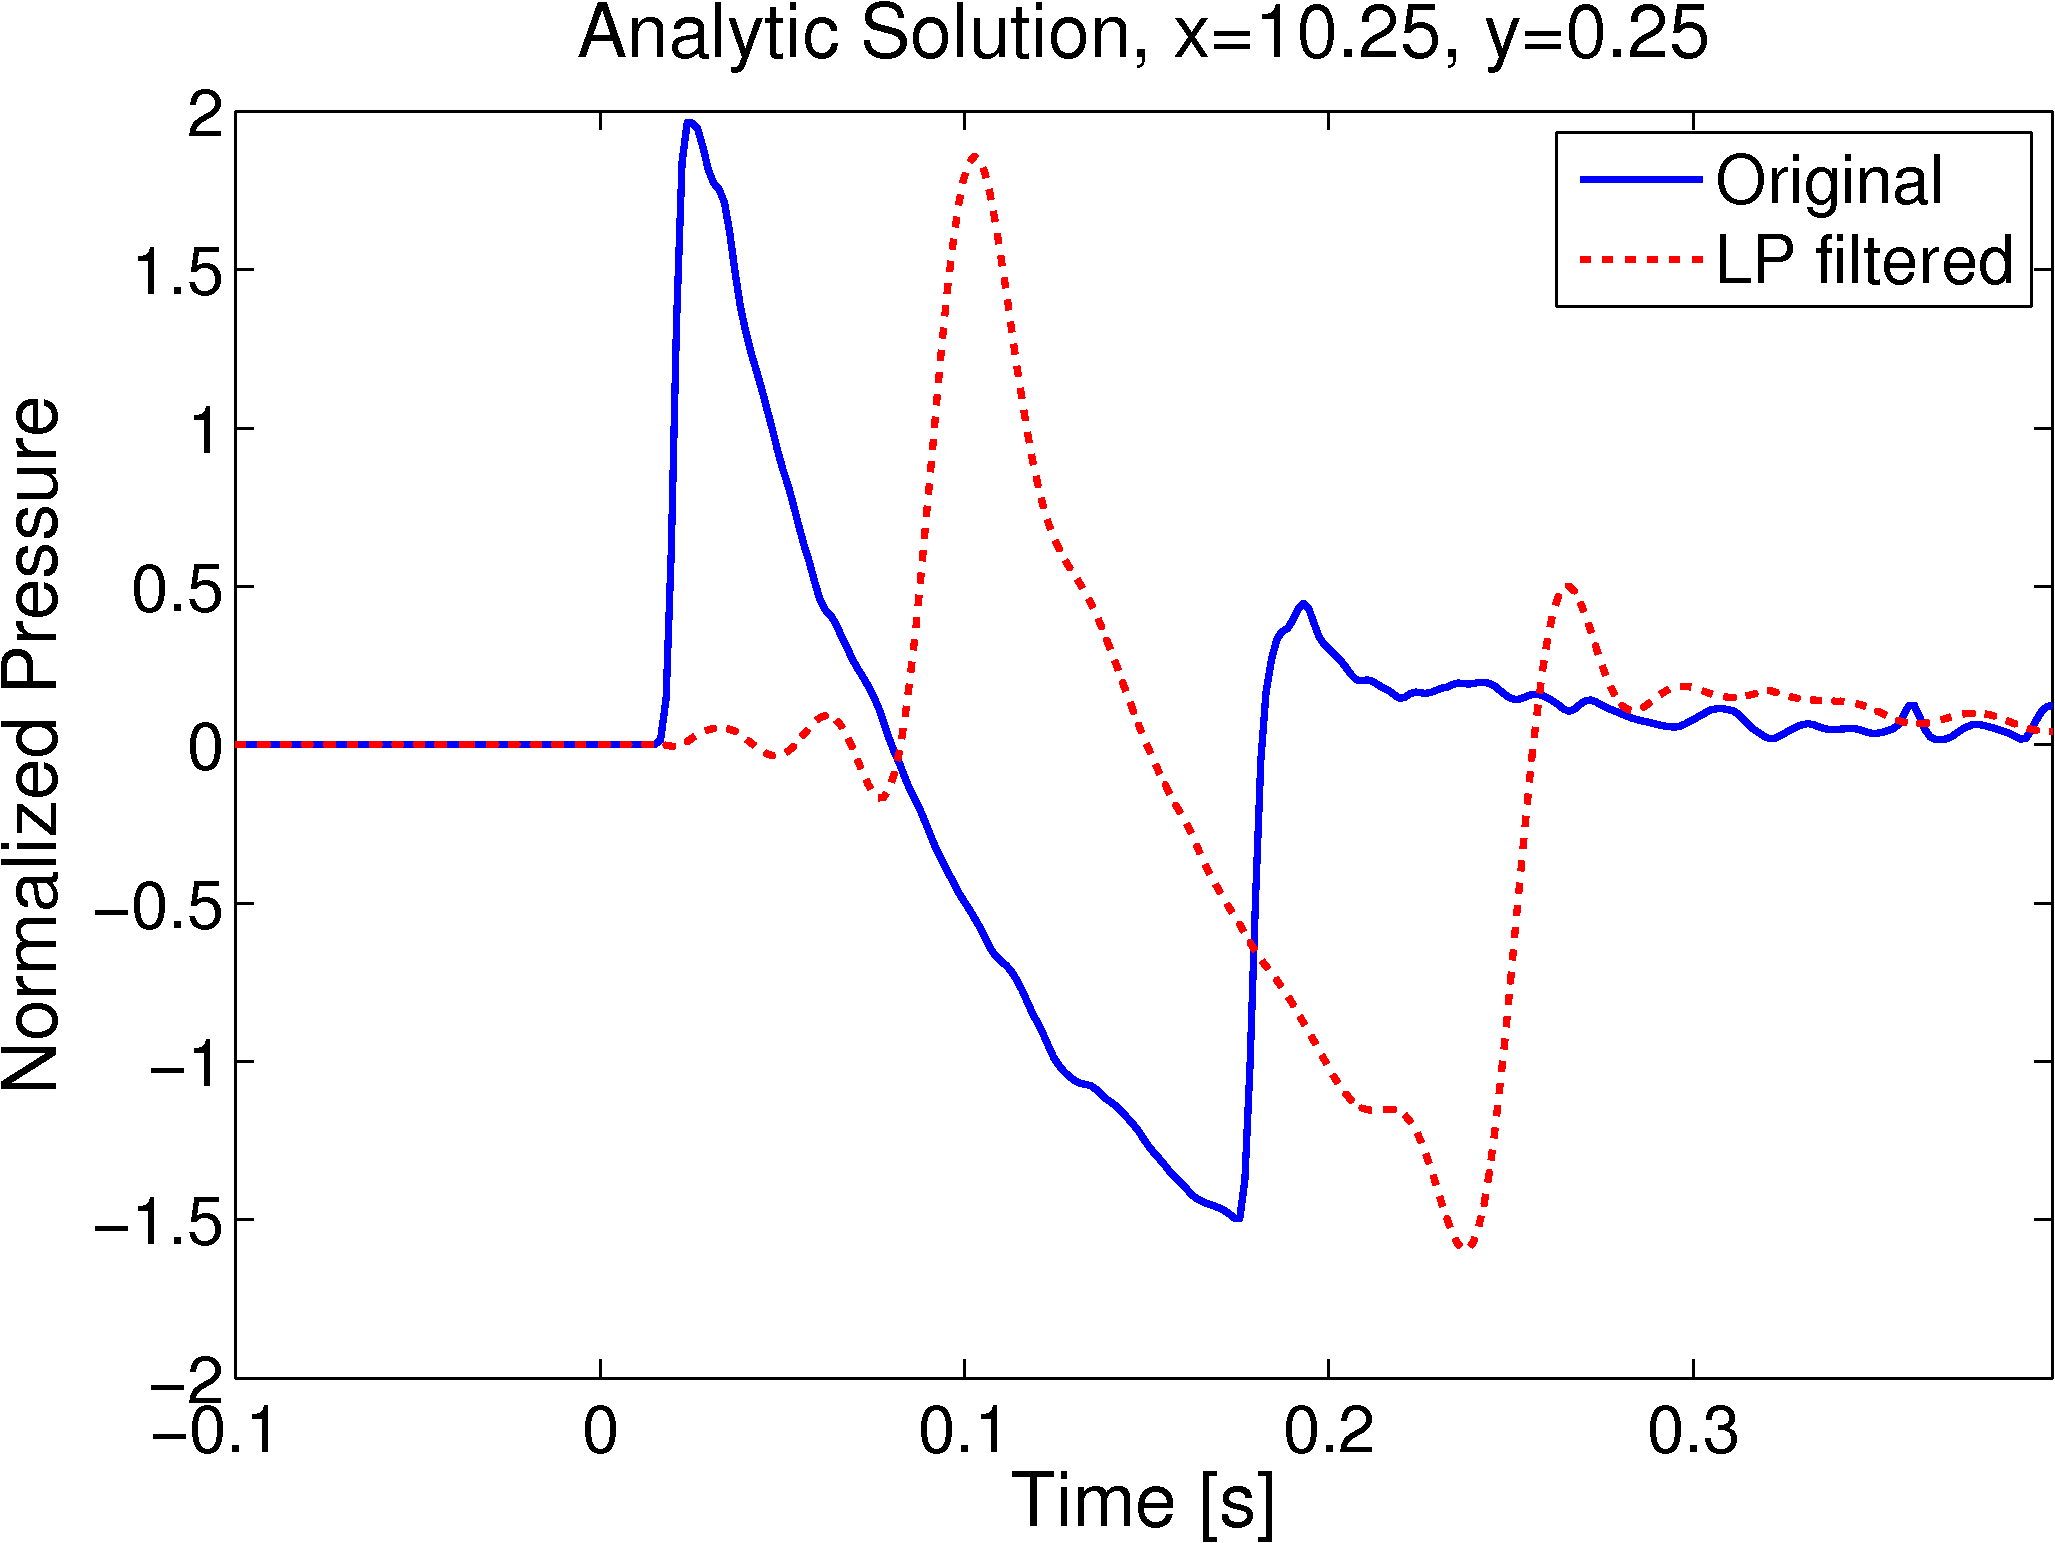 Analytic Solution, x=10.25, y=0.25
2
1.5
1
0.5
0
−0.5
−1
−1.5
−2
Normalized Pressure
Original
LP filtered
−0.1
0
0.1
0.2
0.3
Time [s]